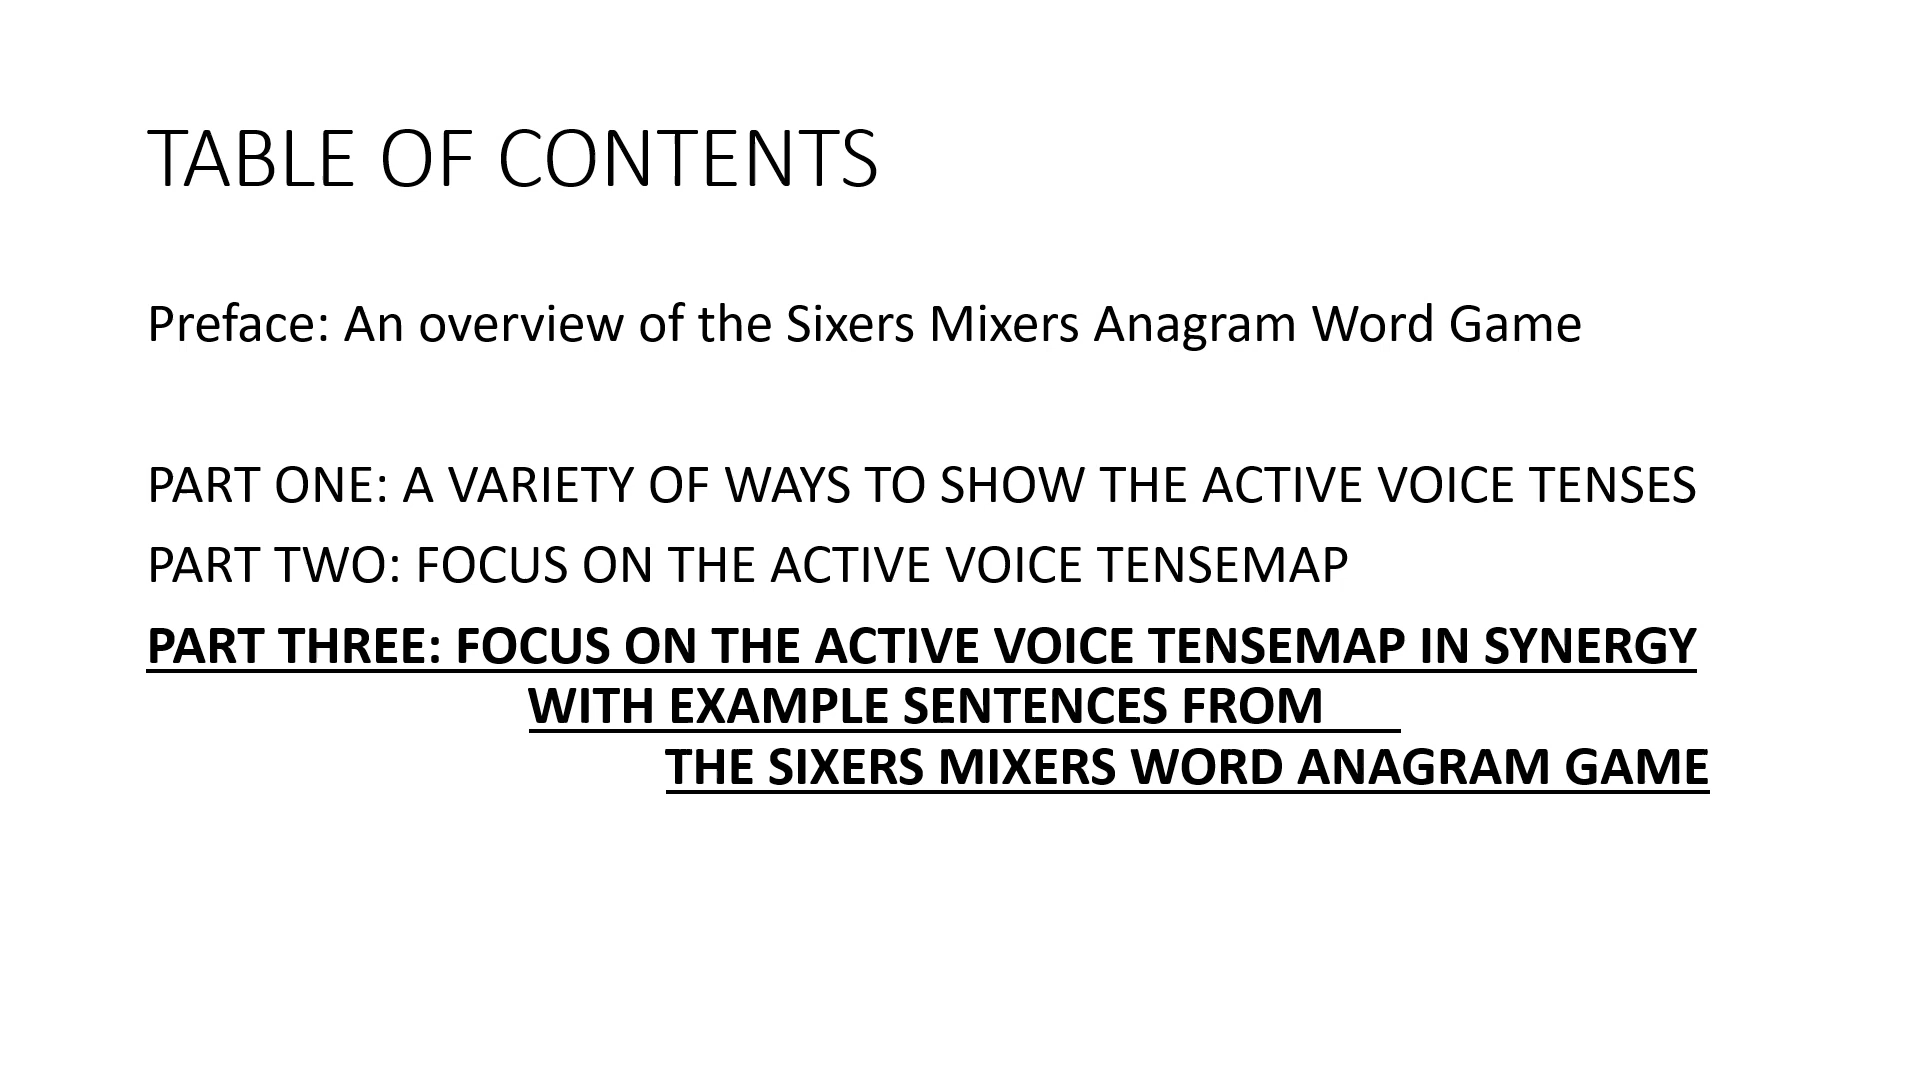 TABLE OF CONTENTS
Preface: An overview of the Sixers Mixers Anagram Word Game
PART ONE: A VARIETY OF WAYS TO SHOW THE ACTIVE VOICE TENSES
PART TWO: FOCUS ON THE ACTIVE VOICE TENSEMAP
PART THREE: FOCUS ON THE ACTIVE VOICE TENSEMAP IN SYNERGY
WITH EXAMPLE SENTENCES FROM
THE SIXERS MIXERS WORD ANAGRAM GAME